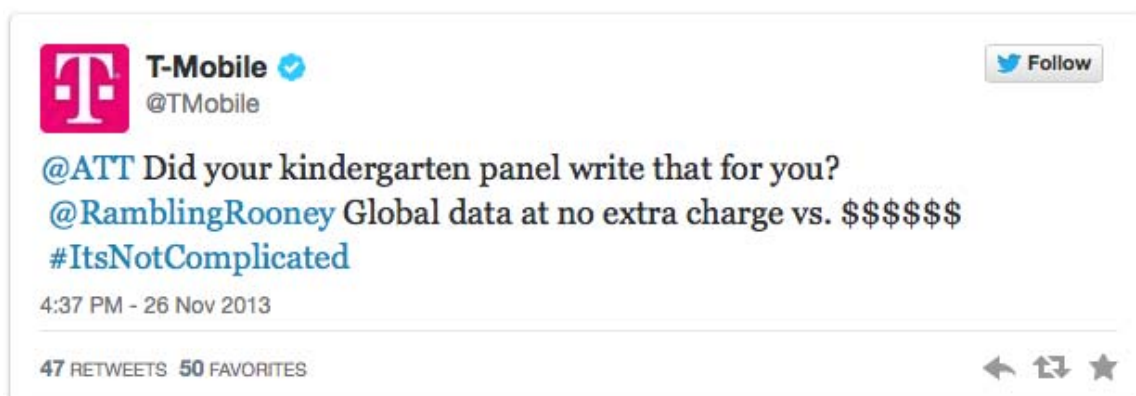 T-Mobile
@TMobile
Follow
@ATT Did your kindergarten panel write that for you?
@RamblingRooney Global data at no extra charge vs. $$$$$$
#ItsNotComplicated
4:37 PM - 26 Nov 2013
47 RETWEETS 50 FAVORITES